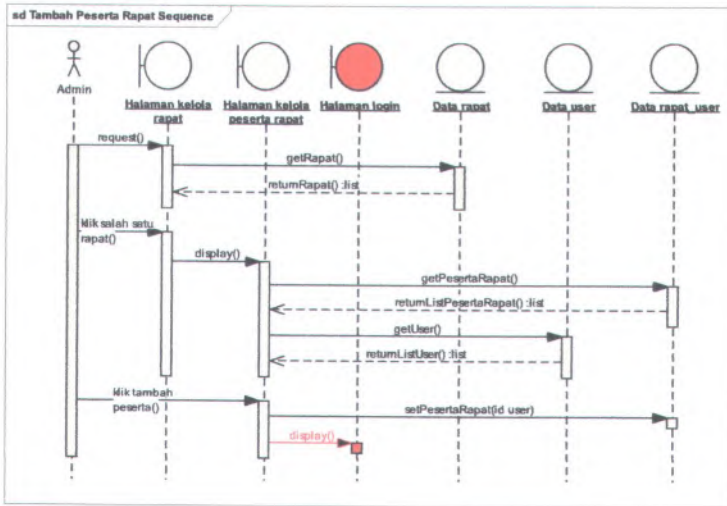 sd Tambah Peserta Rapat Sequence
Admin
Halaman kelola
rapat
Halaman kelola
peserta rapat
Halaman login
Data rapat
Data user
Data rapat_user
request()
getRapat()
returnRapat() :list
klik salah satu
rapat()
display()
getPesertaRapat()
returnListPesertaRapat() :list
getUser()
returnListUser() :list
klik tambah
peserta()
setPesertaRapat(id user)
display()